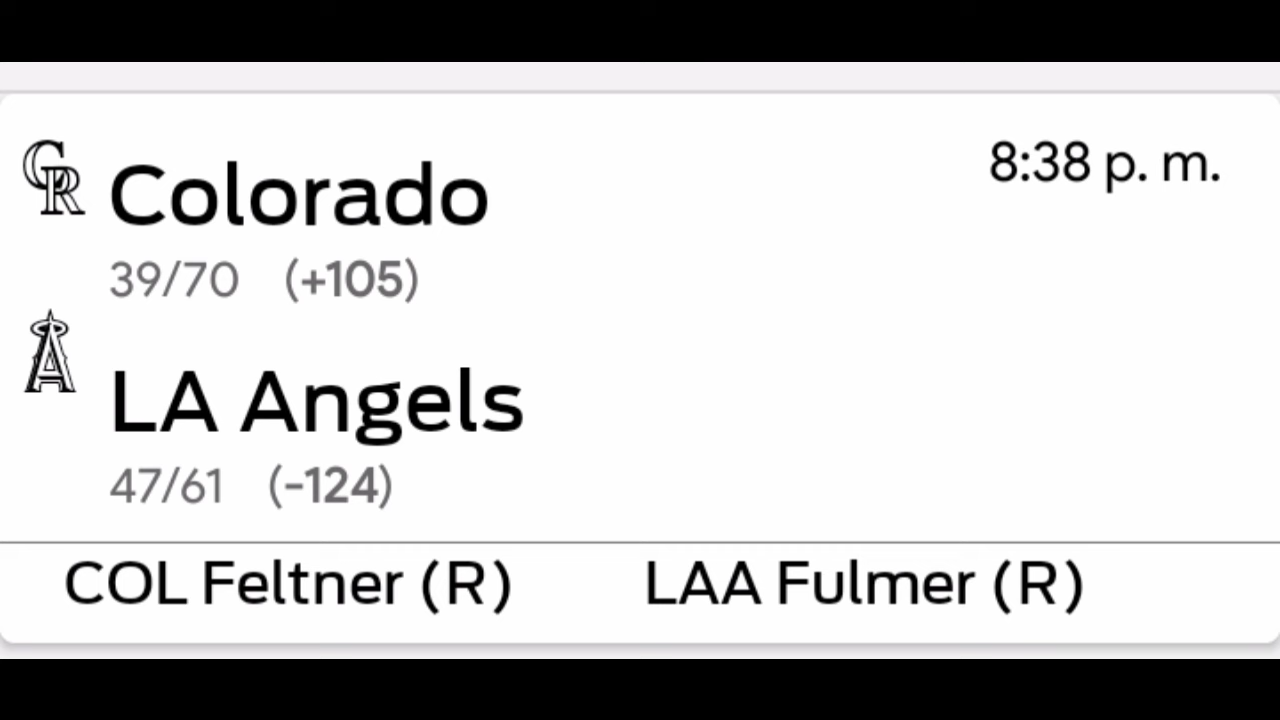 Colorado
8:38 p. m.
39/70 (+105)
LA Angels
47/61 (-124)
COL Feltner (R) LAA Fulmer (R)